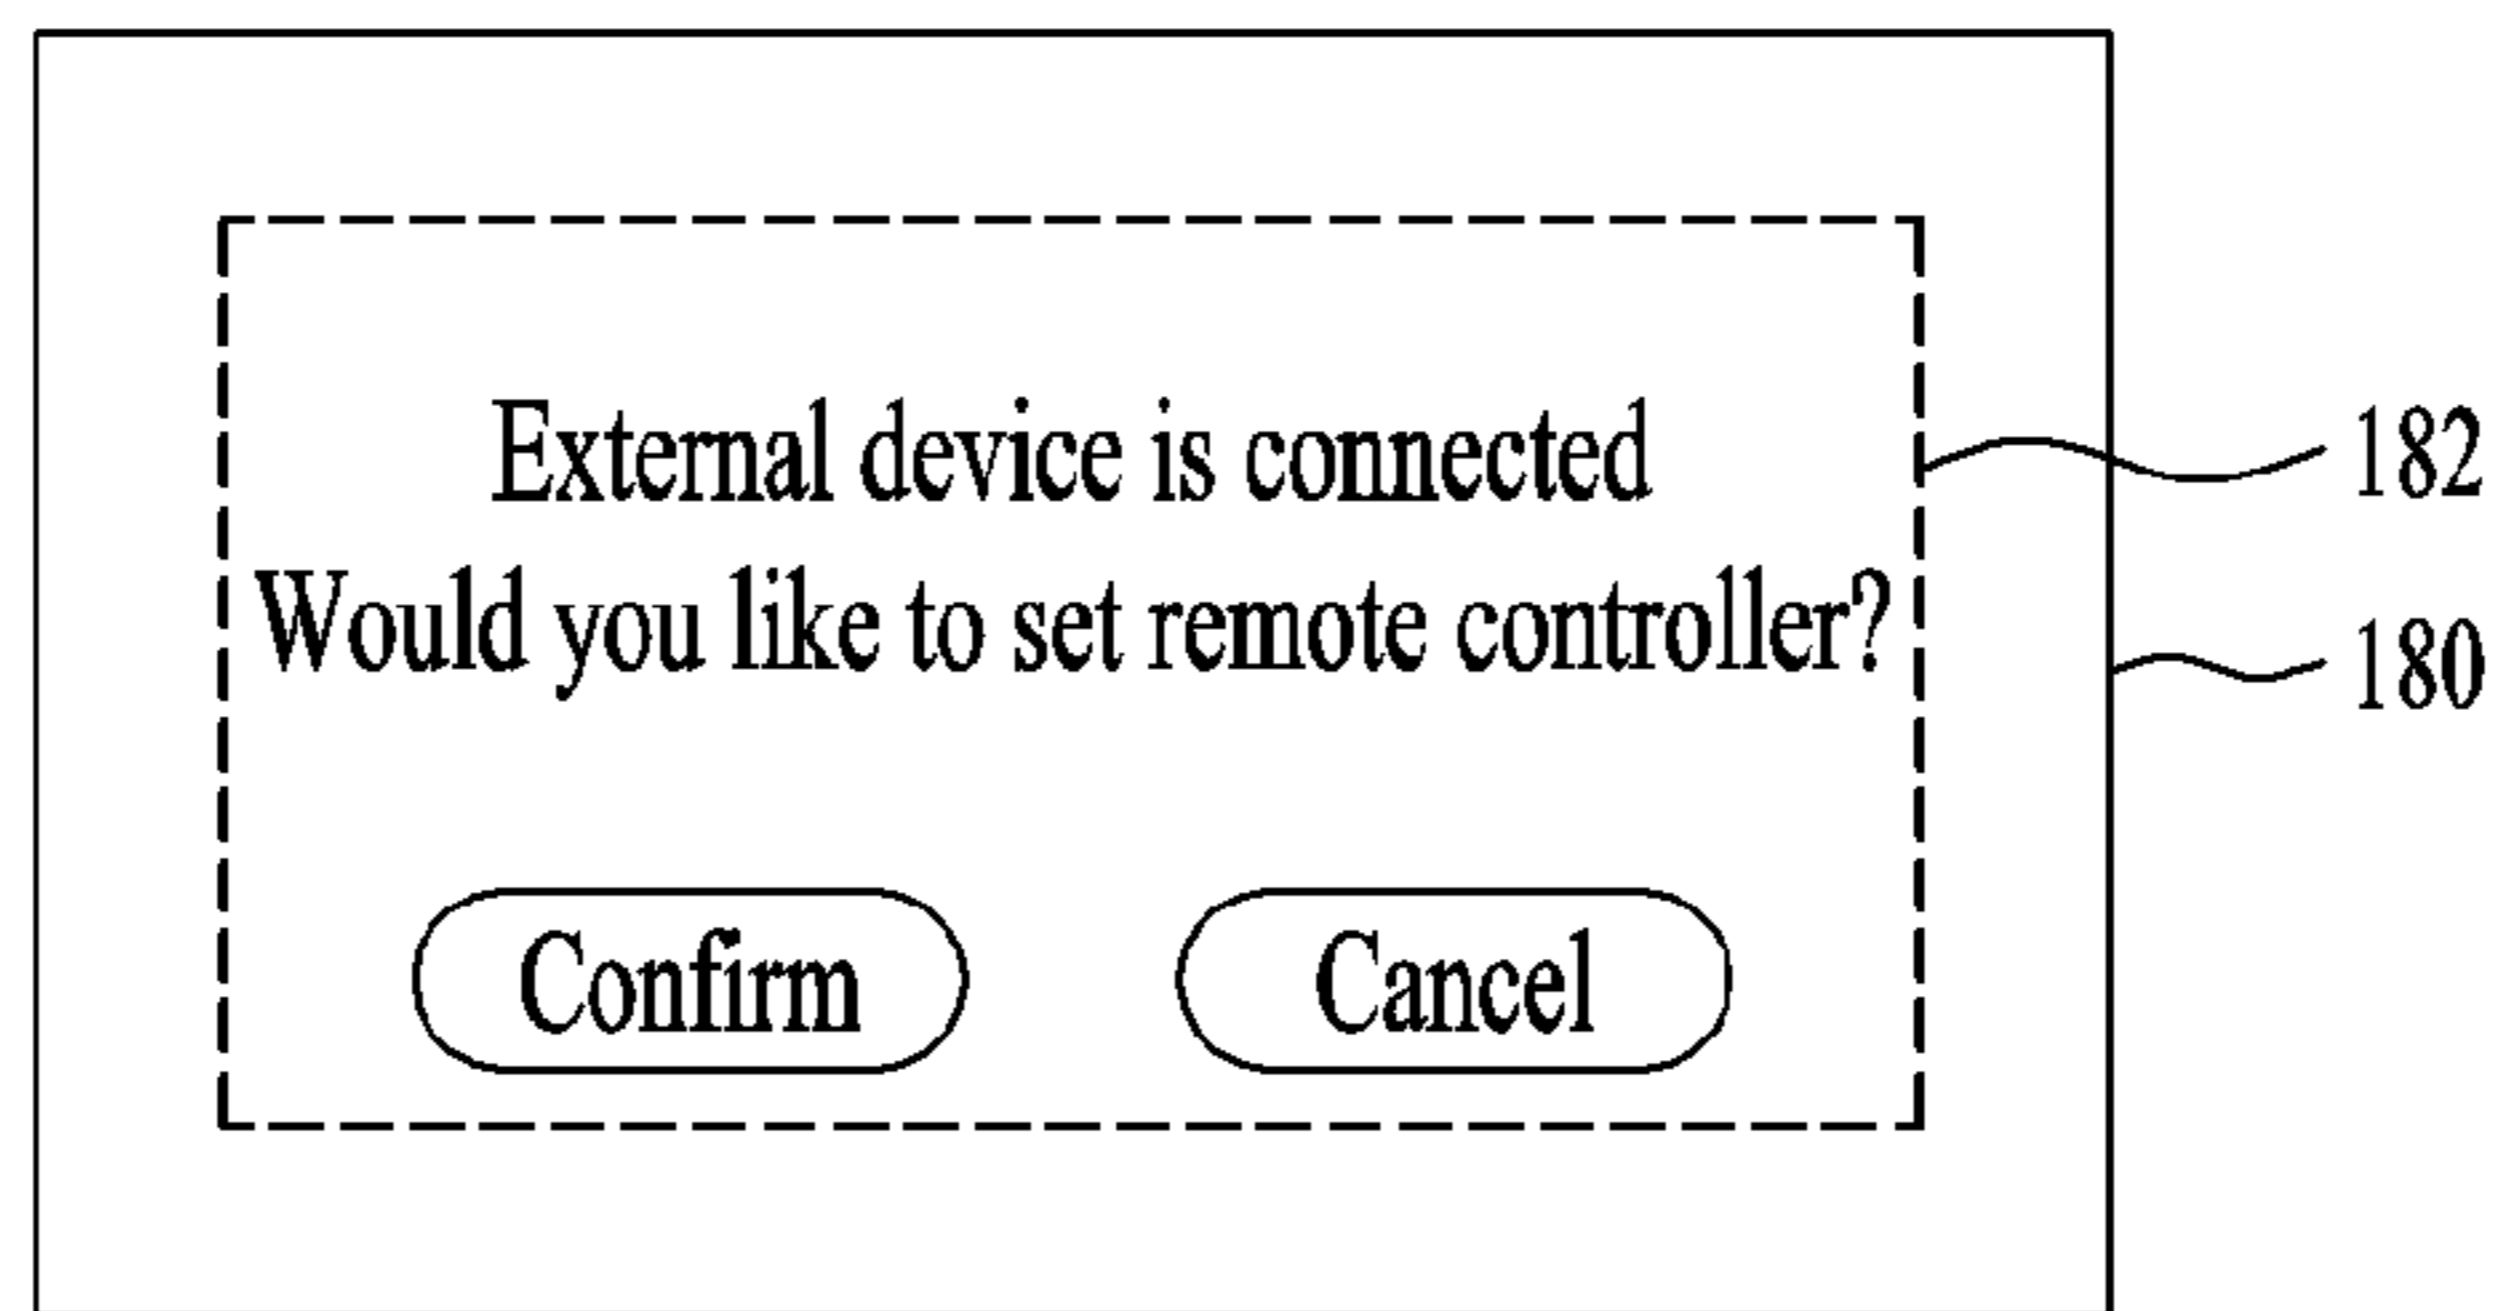 External device is connected
182
Would you like to set remote controller?
180
Confirm
Cancel